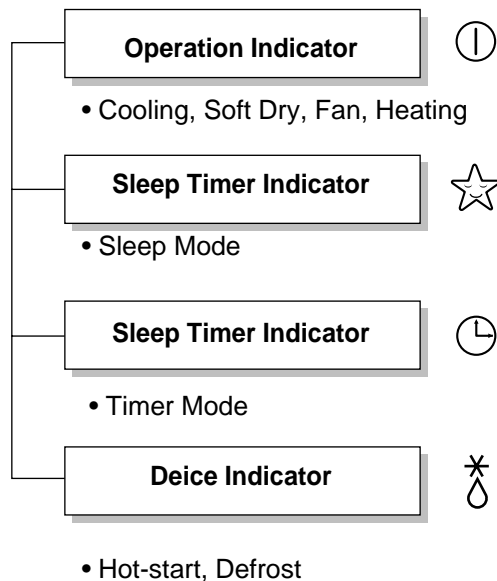 Operation Indicator
• Cooling, Soft Dry, Fan, Heating
Sleep Timer Indicator
• Sleep Mode
Sleep Timer Indicator
• Timer Mode
Deice Indicator
• Hot-start, Defrost